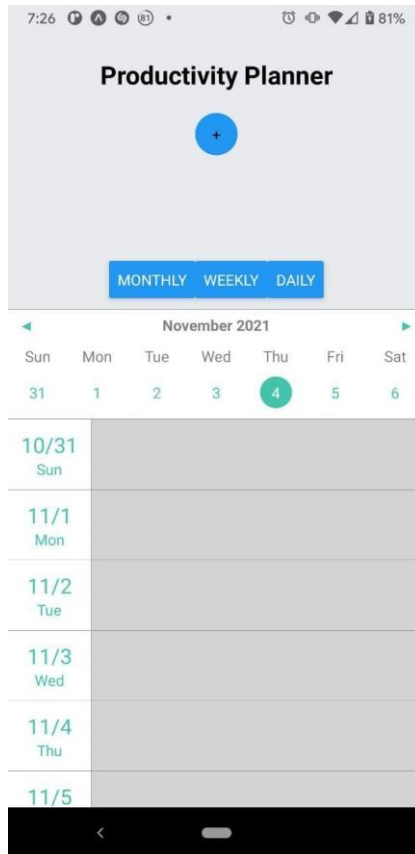 7:26 81 81%
Productivity Planner
+
MONTHLY WEEKLY DAILY
November 2021
Sun Mon Tue Wed Thu Fri Sat
31 1 2 3 4 5 6
10/31
Sun
11/1
Mon
11/2
Tue
11/3
Wed
11/4
Thu
11/5